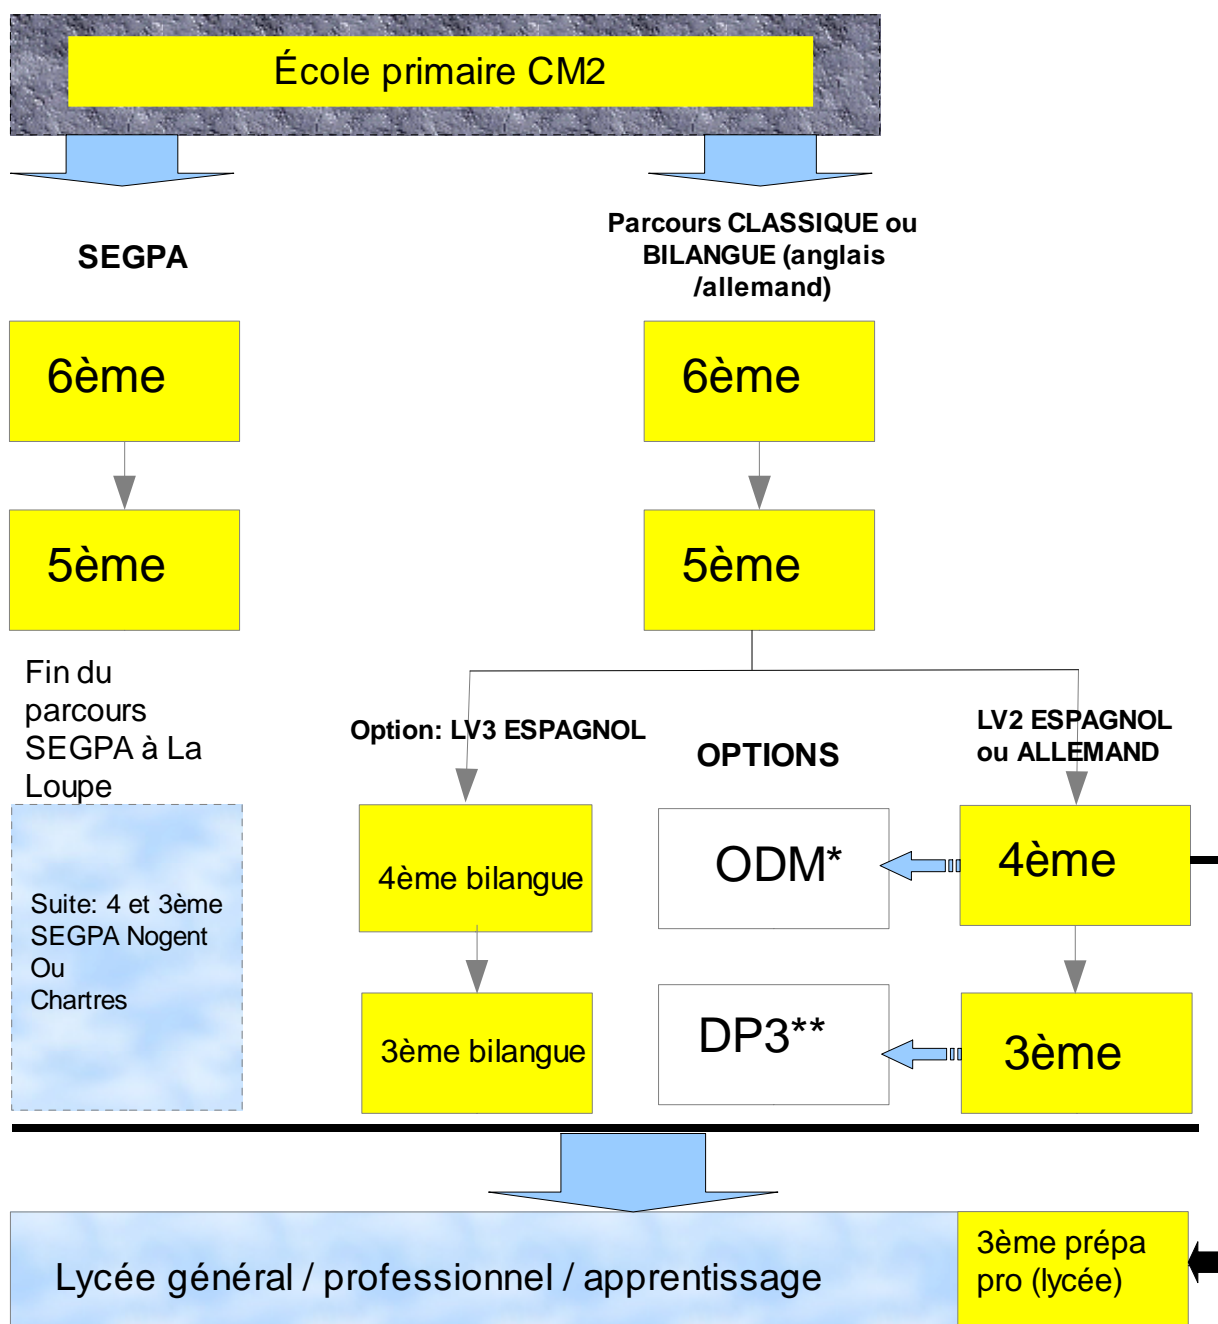 École primaire CM2
SEGPA
Parcours CLASSIQUE ou
BILANGUE (anglais
/allemand)
6ème
6ème
5ème
5ème
Fin du
parcours
SEGPA à La
Loupe
Option: LV3 ESPAGNOL
OPTIONS
LV2 ESPAGNOL
ou ALLEMAND
Suite: 4 et 3ème
SEGPA Nogent
Ou
Chartres
4ème bilangue
ODM*
4ème
3ème bilangue
DP3**
3ème
Lycée général / professionnel / apprentissage
3ème prépa
pro (lycée)